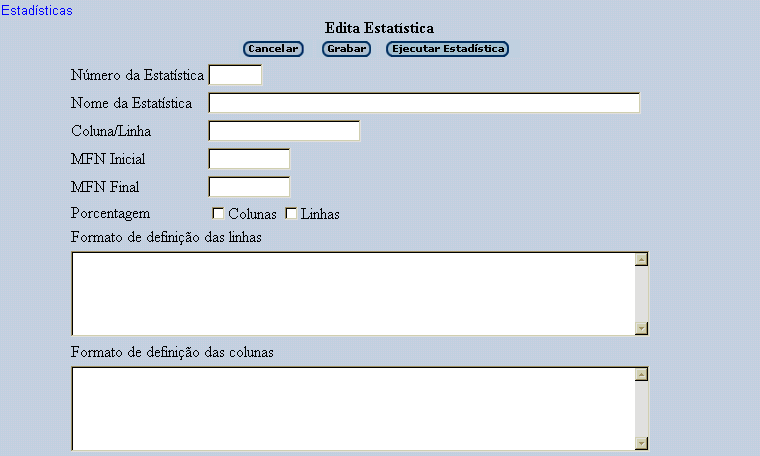 Estadísticas
Edita Estatística
Cancelar Grabar Ejecutar Estadística
Número da Estatística
Nome da Estatística
Coluna/Linha
MFN Inicial
MFN Final
Porcentagem Colunas Linhas
Formato de definição das linhas
Formato de definição das colunas